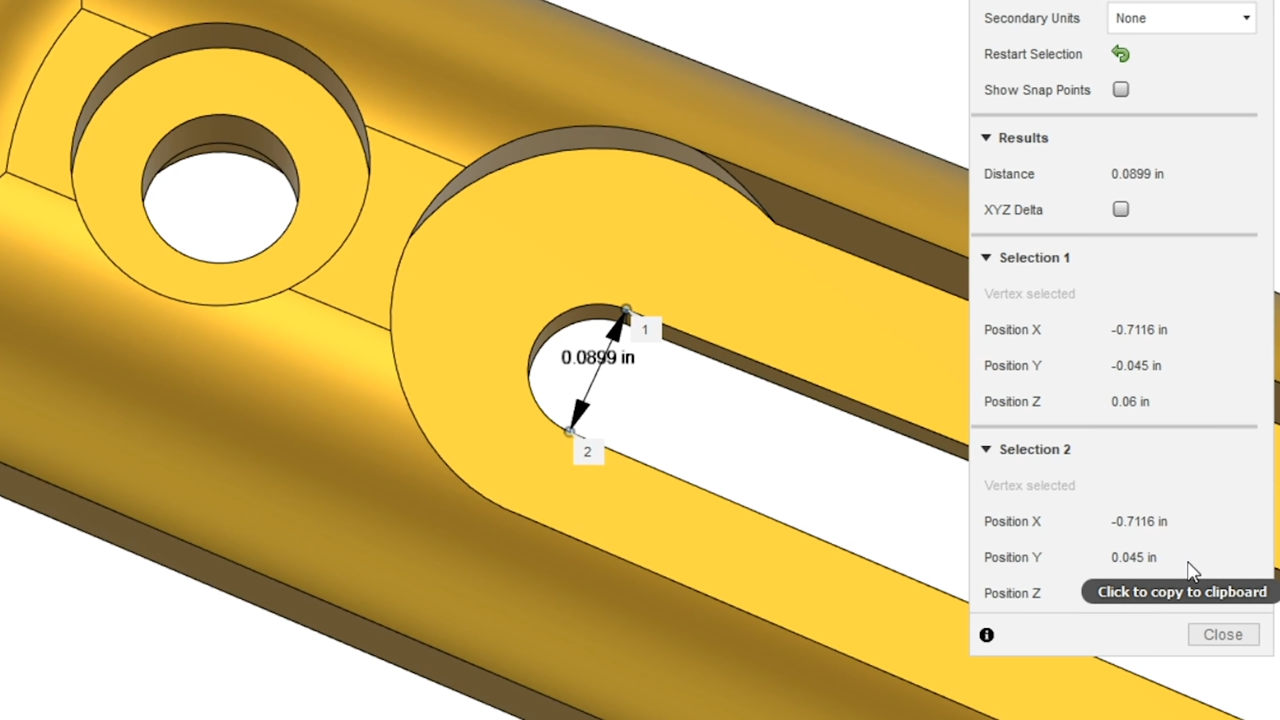 Secondary Units None
Restart Selection
Show Snap Points
Results
Distance 0.0899 in
XYZ Delta
Selection 1
Vertex selected
Position X -0.7116 in
Position Y -0.045 in
Position Z 0.06 in
Selection 2
Vertex selected
Position X -0.7116 in
Position Y 0.045 in
Position Z
Click to copy to clipboard
Close
1
0.0899 in
2